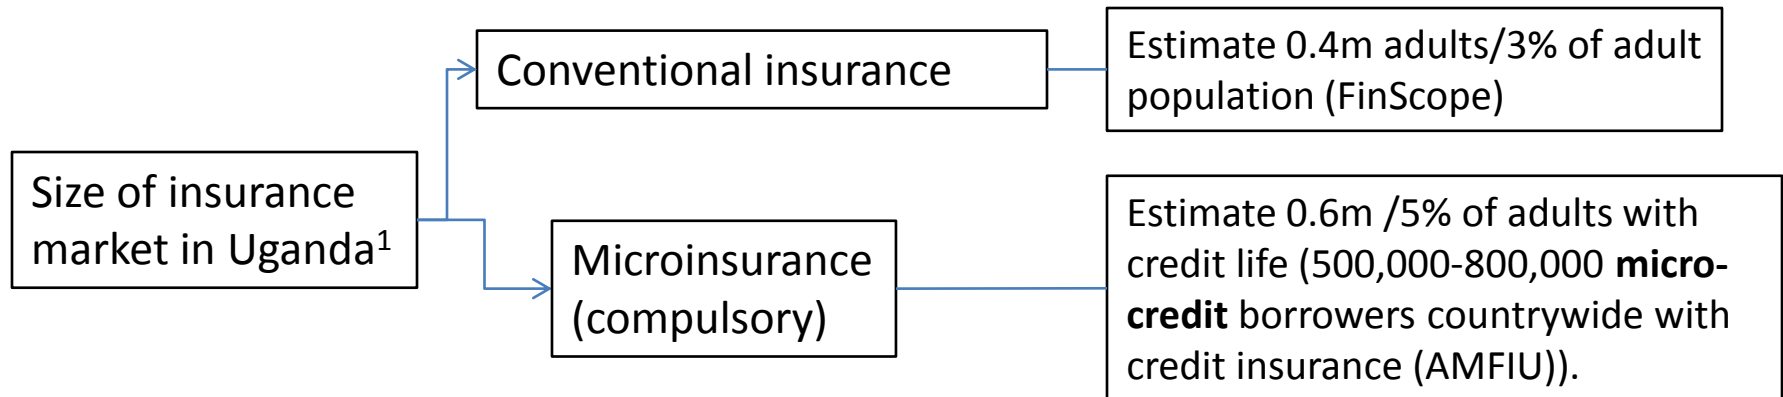 Size of insurance
market in Uganda¹
Conventional insurance
Estimate 0.4m adults/3% of adult
population (FinScope)
Microinsurance
(compulsory)
Estimate 0.6m /5% of adults with
credit life (500,000-800,000 micro-
credit borrowers countrywide with
credit insurance (AMFIU)).